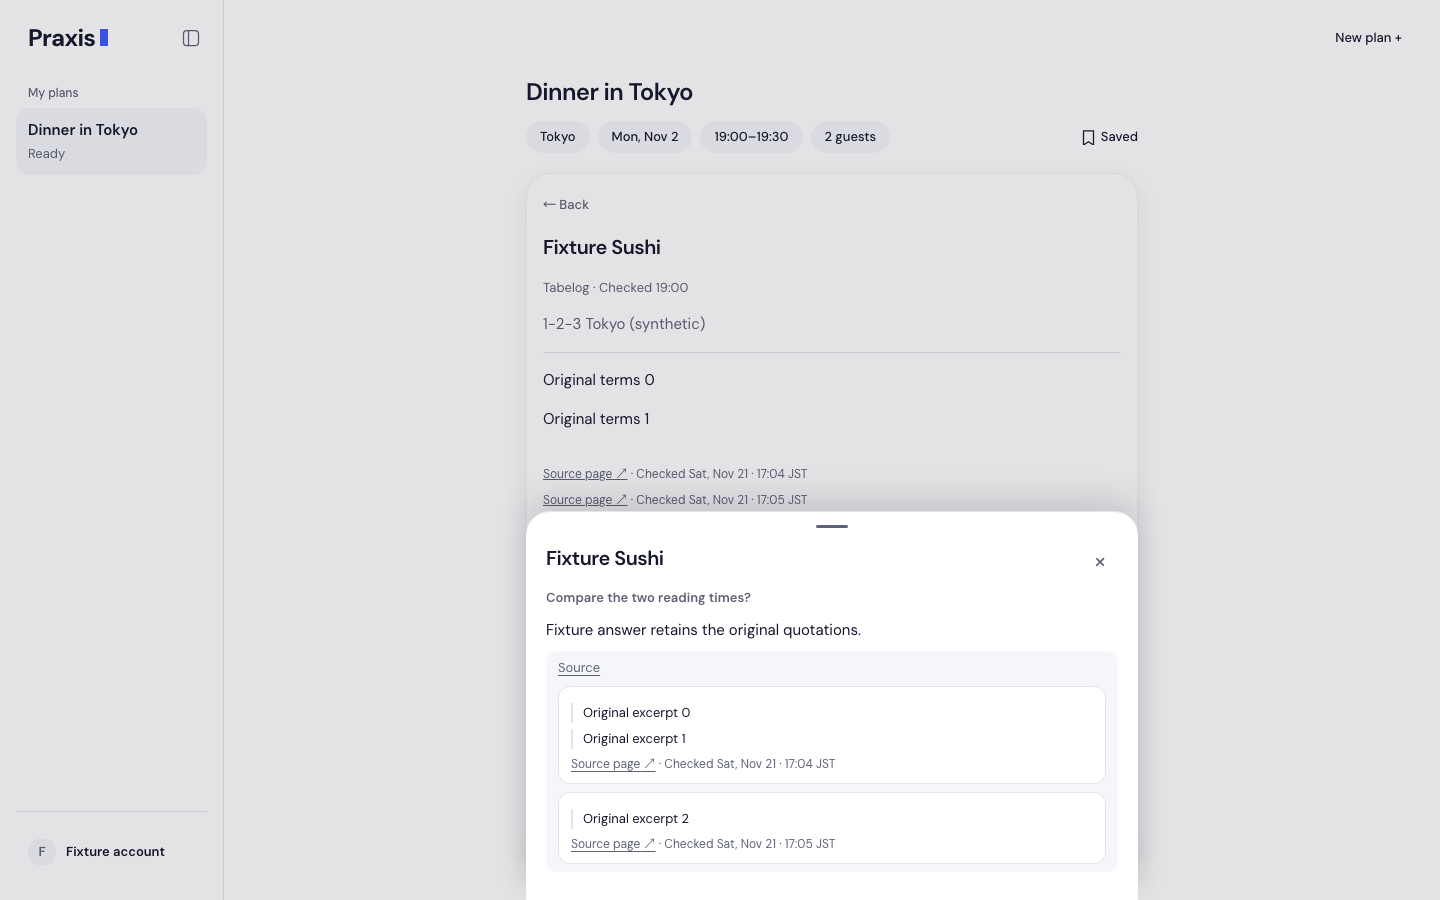 Praxis
New plan +
My plans
Dinner in Tokyo
Ready
Dinner in Tokyo
Tokyo
Mon, Nov 2
19:00–19:30
2 guests
Saved
← Back
Fixture Sushi
Tabelog · Checked 19:00
1-2-3 Tokyo (synthetic)
Original terms 0
Original terms 1
Source page ↗ · Checked Sat, Nov 21 · 17:04 JST
Source page ↗ · Checked Sat, Nov 21 · 17:05 JST
Fixture Sushi
×
Compare the two reading times?
Fixture answer retains the original quotations.
Source
Original excerpt 0
Original excerpt 1
Source page ↗ · Checked Sat, Nov 21 · 17:04 JST
Original excerpt 2
Source page ↗ · Checked Sat, Nov 21 · 17:05 JST
F
Fixture account